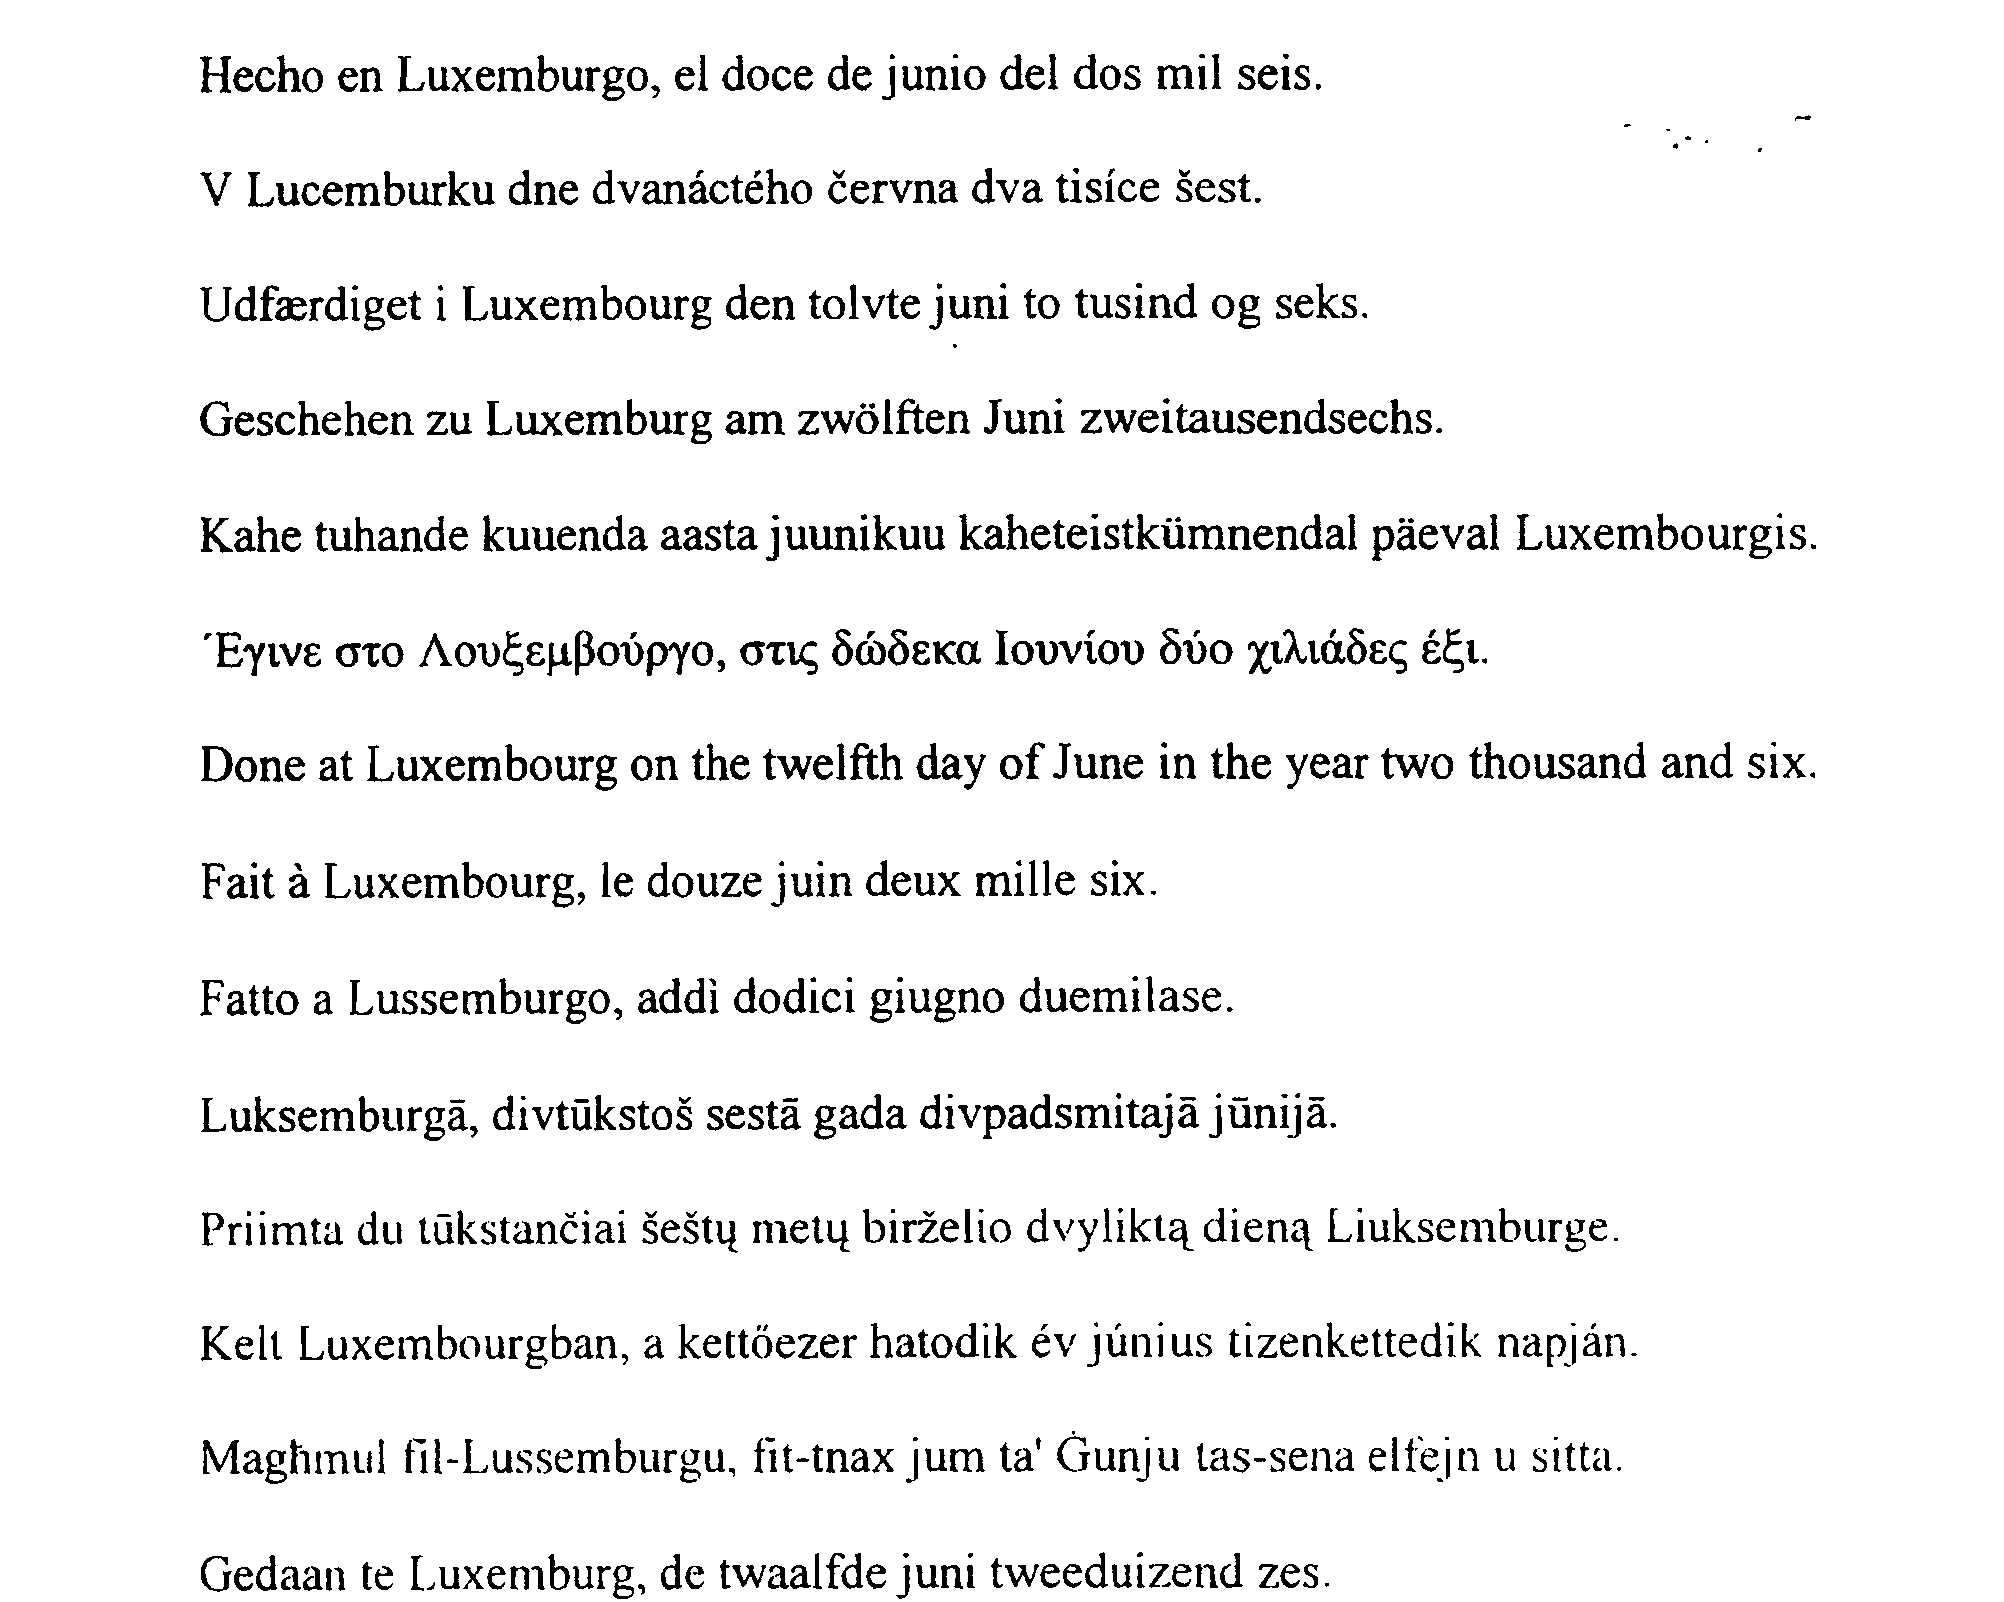 Hecho en Luxemburgo, el doce de junio del dos mil seis.
V Lucemburku dne dvanáctého června dva tisíce šest.
Udfærdiget i Luxembourg den tolvte juni to tusind og seks.
Geschehen zu Luxemburg am zwölften Juni zweitausendsechs.
Kahe tuhande kuuenda aasta juunikuu kaheteistkümnendal päeval Luxembourgis.
Έγινε στο Λουξεμβούργο, στις δώδεκα Ιουνίου δύο χιλιάδες έξι.
Done at Luxembourg on the twelfth day of June in the year two thousand and six.
Fait à Luxembourg, le douze juin deux mille six.
Fatto a Lussemburgo, addì dodici giugno duemilase.
Luksemburgā, divtūkstoš sestā gada divpadsmitajā jūnijā.
Priimta du tūkstančiai šeštų metų birželio dvyliktą dieną Liuksemburge.
Kelt Luxembourgban, a kettőezer hatodik év június tizenkettedik napján.
Magħmul fil-Lussemburgu, fit-tnax jum ta' Ġunju tas-sena elfejn u sitta.
Gedaan te Luxemburg, de twaalfde juni tweeduizend zes.